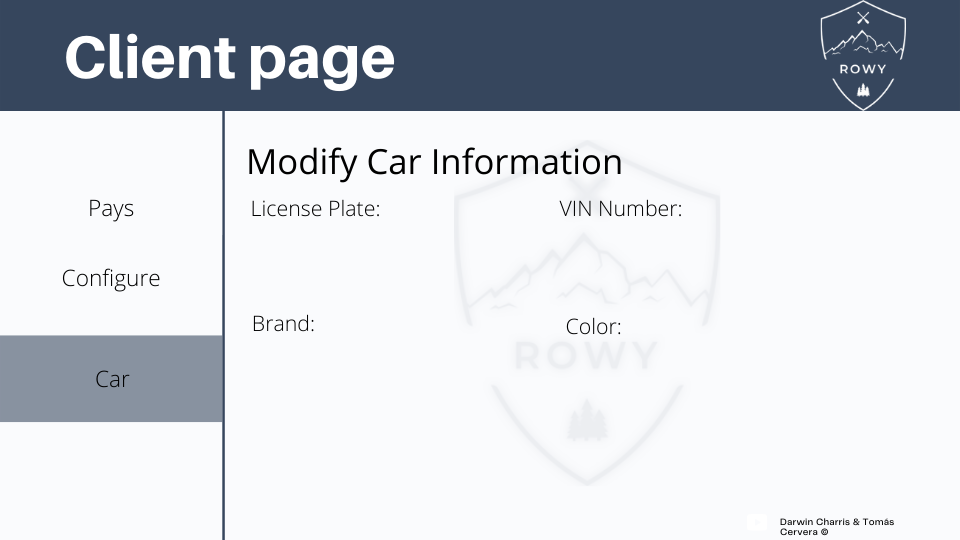 Client page
ROWY
Modify Car Information
Pays
License Plate:
VIN Number:
Configure
Brand:
Color:
ROWY
Car
Darwin Charris & Tomás
Cervera ©